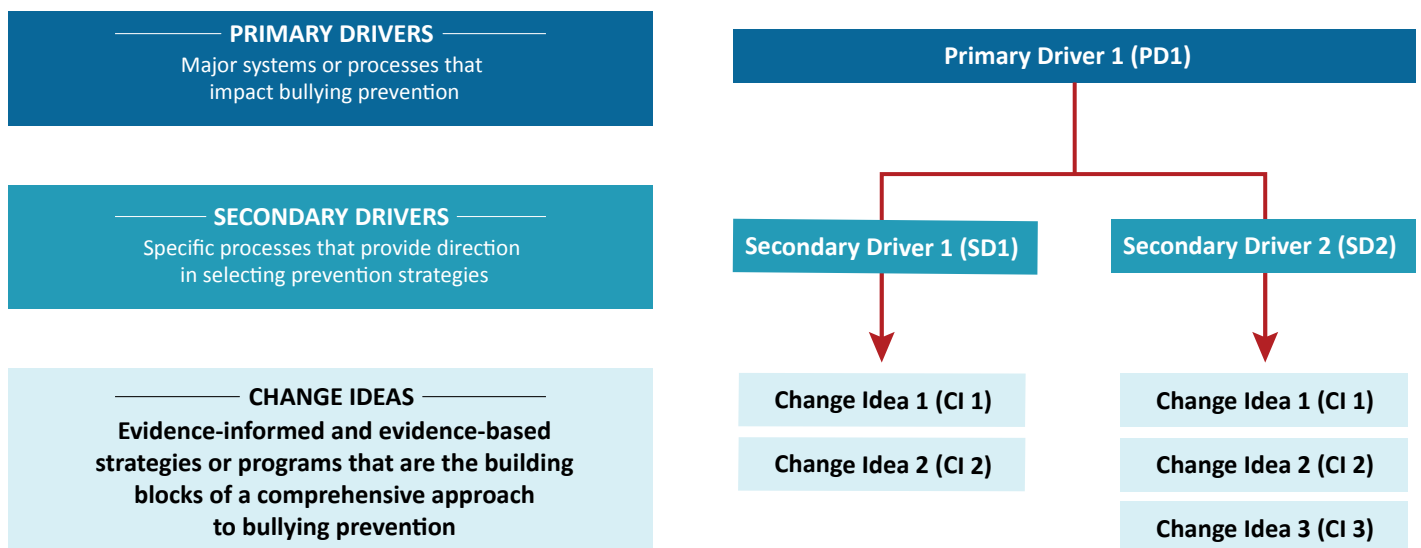 PRIMARY DRIVERS
Major systems or processes that
impact bullying prevention
SECONDARY DRIVERS
Specific processes that provide direction
in selecting prevention strategies
CHANGE IDEAS
Evidence-informed and evidence-based
strategies or programs that are the building
blocks of a comprehensive approach
to bullying prevention
Primary Driver 1 (PD1)
Secondary Driver 1 (SD1)
Secondary Driver 2 (SD2)
Change Idea 1 (CI 1)
Change Idea 2 (CI 2)
Change Idea 1 (CI 1)
Change Idea 2 (CI 2)
Change Idea 3 (CI 3)